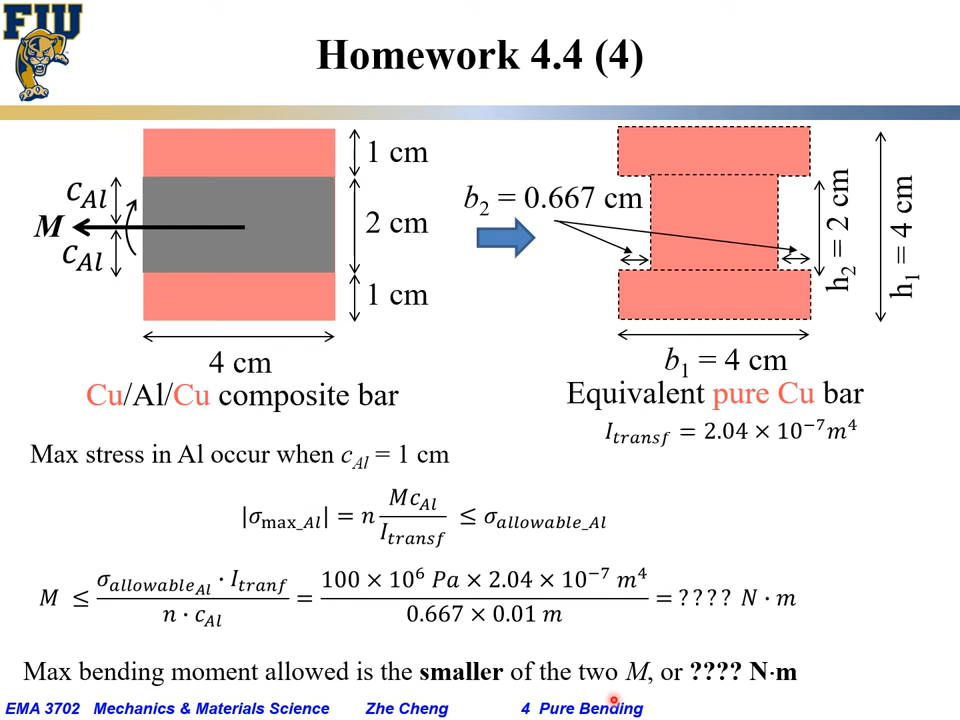 FIU
Homework 4.4 (4)
1 cm
2 cm
1 cm
c_Al
M
c_Al
4 cm
Cu/Al/Cu composite bar
b₂ = 0.667 cm
h₂ = 2 cm
h₁ = 4 cm
b₁ = 4 cm
Equivalent pure Cu bar
I_transf = 2.04 × 10⁻⁷m⁴
Max stress in Al occur when c_Al = 1 cm
|σ_max_Al| = n Mc_Al / I_transf ≤ σ_allowable_Al
M ≤ σ_allowable_Al · I_tranf / n · c_Al = 100 × 10⁶ Pa × 2.04 × 10⁻⁷ m⁴ / 0.667 × 0.01 m = ???? N · m
Max bending moment allowed is the smaller of the two M, or ???? N·m
EMA 3702 Mechanics & Materials Science Zhe Cheng 4 Pure Bending